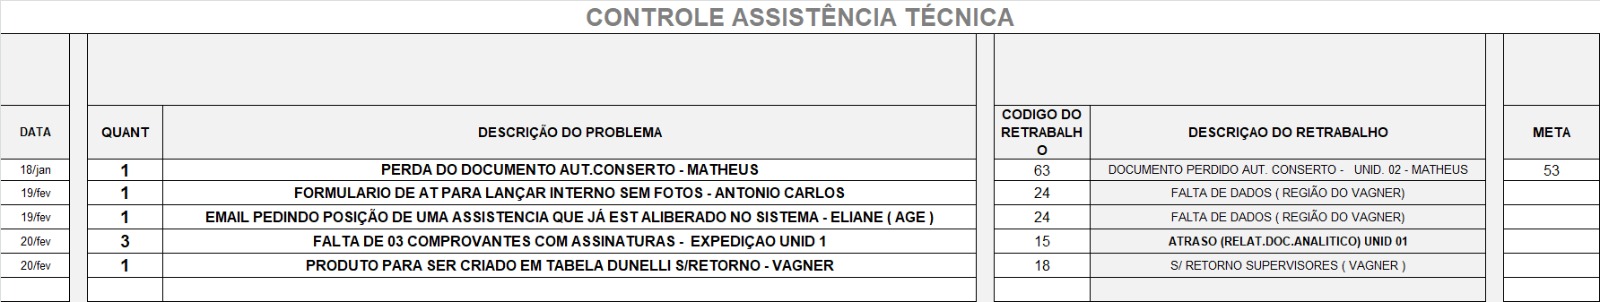 CONTROLE ASSISTÊNCIA TÉCNICA
DATA QUANT DESCRIÇÃO DO PROBLEMA CODIGO DO RETRABALH O DESCRIÇAO DO RETRABALHO META
18/jan 1 PERDA DO DOCUMENTO AUT.CONSERTO - MATHEUS 63 DOCUMENTO PERDIDO AUT. CONSERTO - UNID. 02 - MATHEUS 53
19/fev 1 FORMULARIO DE AT PARA LANÇAR INTERNO SEM FOTOS - ANTONIO CARLOS 24 FALTA DE DADOS ( REGIÃO DO VAGNER)
19/fev 1 EMAIL PEDINDO POSIÇÃO DE UMA ASSISTENCIA QUE JÁ EST ALIBERADO NO SISTEMA - ELIANE ( AGE ) 24 FALTA DE DADOS ( REGIÃO DO VAGNER)
20/fev 3 FALTA DE 03 COMPROVANTES COM ASSINATURAS - EXPEDIÇAO UNID 1 15 ATRASO (RELAT.DOC.ANALITICO) UNID 01
20/fev 1 PRODUTO PARA SER CRIADO EM TABELA DUNELLI S/RETORNO - VAGNER 18 S/ RETORNO SUPERVISORES ( VAGNER )